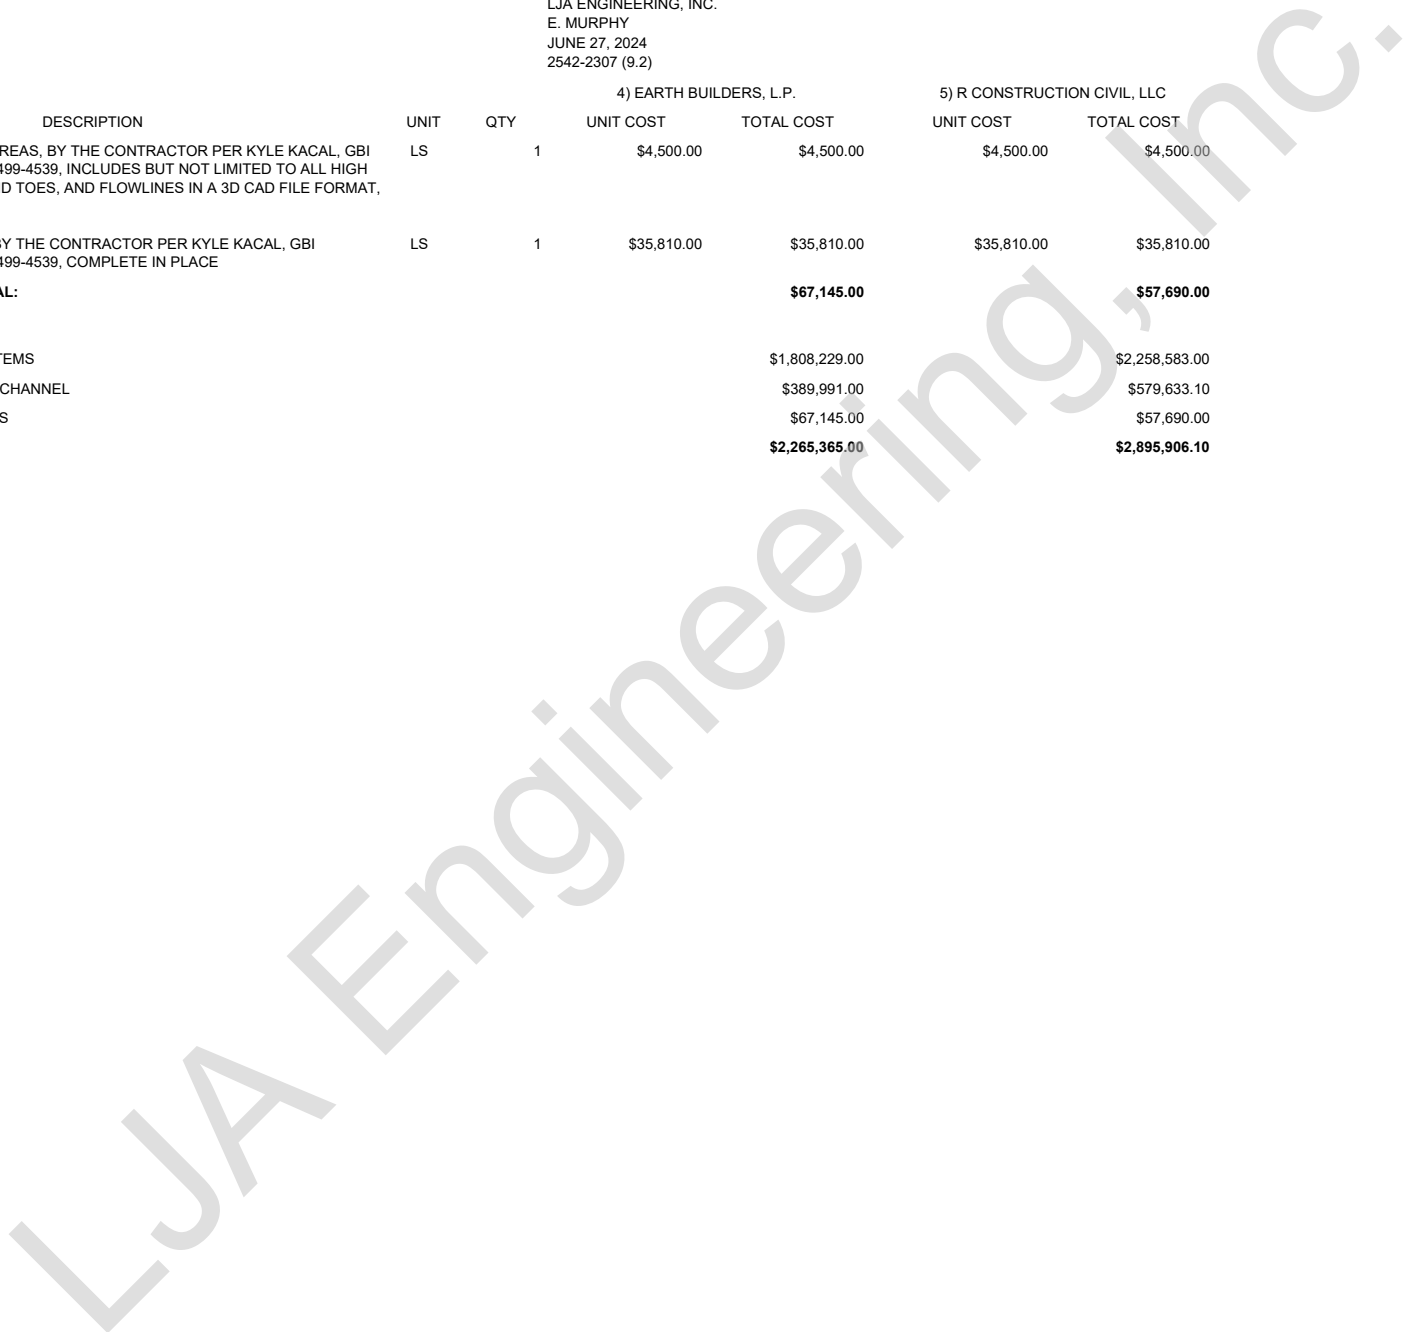 LJA ENGINEERING, INC.
E. MURPHY
JUNE 27, 2024
2542-2307 (9.2)
4) EARTH BUILDERS, L.P. 5) R CONSTRUCTION CIVIL, LLC
DESCRIPTION UNIT QTY UNIT COST TOTAL COST UNIT COST TOTAL COST
REAS, BY THE CONTRACTOR PER KYLE KACAL, GBI LS 1 $4,500.00 $4,500.00 $4,500.00 $4,500.00
499-4539, INCLUDES BUT NOT LIMITED TO ALL HIGH
D TOES, AND FLOWLINES IN A 3D CAD FILE FORMAT,
BY THE CONTRACTOR PER KYLE KACAL, GBI LS 1 $35,810.00 $35,810.00 $35,810.00 $35,810.00
499-4539, COMPLETE IN PLACE
AL: $67,145.00 $57,690.00
TEMS $1,808,229.00 $2,258,583.00
CHANNEL $389,991.00 $579,633.10
S $67,145.00 $57,690.00
$2,265,365.00 $2,895,906.10
LJA Engineering, Inc.